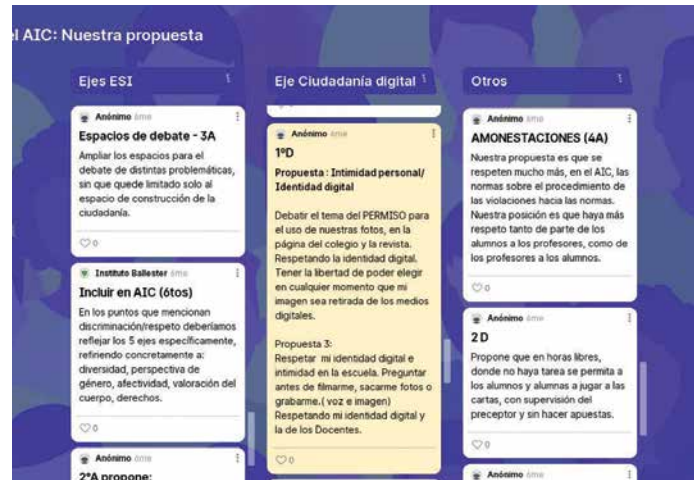 l AIC: Nuestra propuesta
Ejes ESI
Anónimo 6me
Espacios de debate - 3A
Ampliar los espacios para el
debate de distintas problemáticas,
sin que quede limitado solo al
espacio de construcción de la
ciudadanía.
0
Instituto Ballester 6me
Incluir en AIC (6tos)
En los puntos que mencionan
discriminación/respeto deberíamos
reflejar los 5 ejes específicamente,
refiriendo concretamente a:
diversidad, perspectiva de
género, afectividad, valoración del
cuerpo, derechos.
0
Anónimo 6me
2°A propone:
Eje Ciudadanía digital
Anónimo 6me
1°D
Propuesta : Intimidad personal/
Identidad digital
Debatir el tema del PERMISO para
el uso de nuestras fotos, en la
página del colegio y la revista.
Respetando la identidad digital.
Tener la libertad de poder elegir
en cualquier momento que mi
imagen sea retirada de los medios
digitales.
Propuesta 3:
Respetar mi identidad digital e
intimidad en la escuela. Preguntar
antes de filmarme, sacarme fotos o
grabarme.( voz e imagen)
Respetando mi identidad digital y
la de los Docentes.
0
Otros
Anónimo 6me
AMONESTACIONES (4A)
Nuestra propuesta es que se
respeten mucho más, en el AIC, las
normas sobre el procedimiento de
las violaciones hacia las normas.
Nuestra posición es que haya más
respeto tanto de parte de los
alumnos a los profesores, como de
los profesores a los alumnos.
0
Anónimo 6me
2 D
Propone que en horas libres,
donde no haya tarea se permita a
los alumnos y alumnas a jugar a las
cartas, con supervisión del
preceptor y sin hacer apuestas.
0
Anónimo 6me